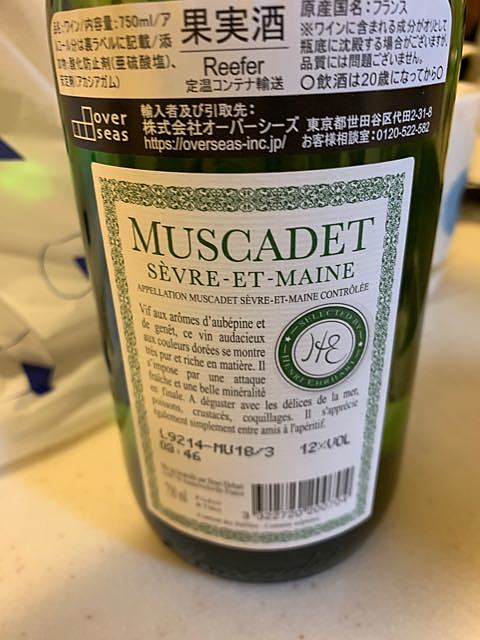 品名:ワイン/内容量:750ml/ア
ルコール分は裏ラベルに記載/添
加物:酸化防止剤(亜硫酸塩)、
安定剤(アカシアガム)
果実酒
Reefer
定温コンテナ輸送
原産国名:フランス
※ワインに含まれる成分がオリとして
瓶底に沈殿する場合がございますが、
品質には問題ございません。
〇飲酒は20歳になってから〇
over
seas
輸入者及び引取先:
株式会社オーバーシーズ 東京都世田谷区代田2-31-8
https://overseas-inc.jp/ お客様相談室:0120-522-582
MUSCADET
SÈVRE-ET-MAINE
APPELLATION MUSCADET SÈVRE-ET-MAINE CONTRÔLÉE
Vif aux arômes d'aubépine et
de genêt, ce vin audacieux
aux couleurs dorées se montre
très pur et riche en matière. Il
s'impose par une attaque
fraîche et une belle minéralité
en finale. A déguster avec les délices de la mer,
poissons, crustacés, coquillages. Il s'apprécie
également simplement entre amis à l'apéritif.
SELECTED BY
HE
HENRI EHRHART
L9214-MU18/3 12%VOL
08:46
750 ml
Produce
of France